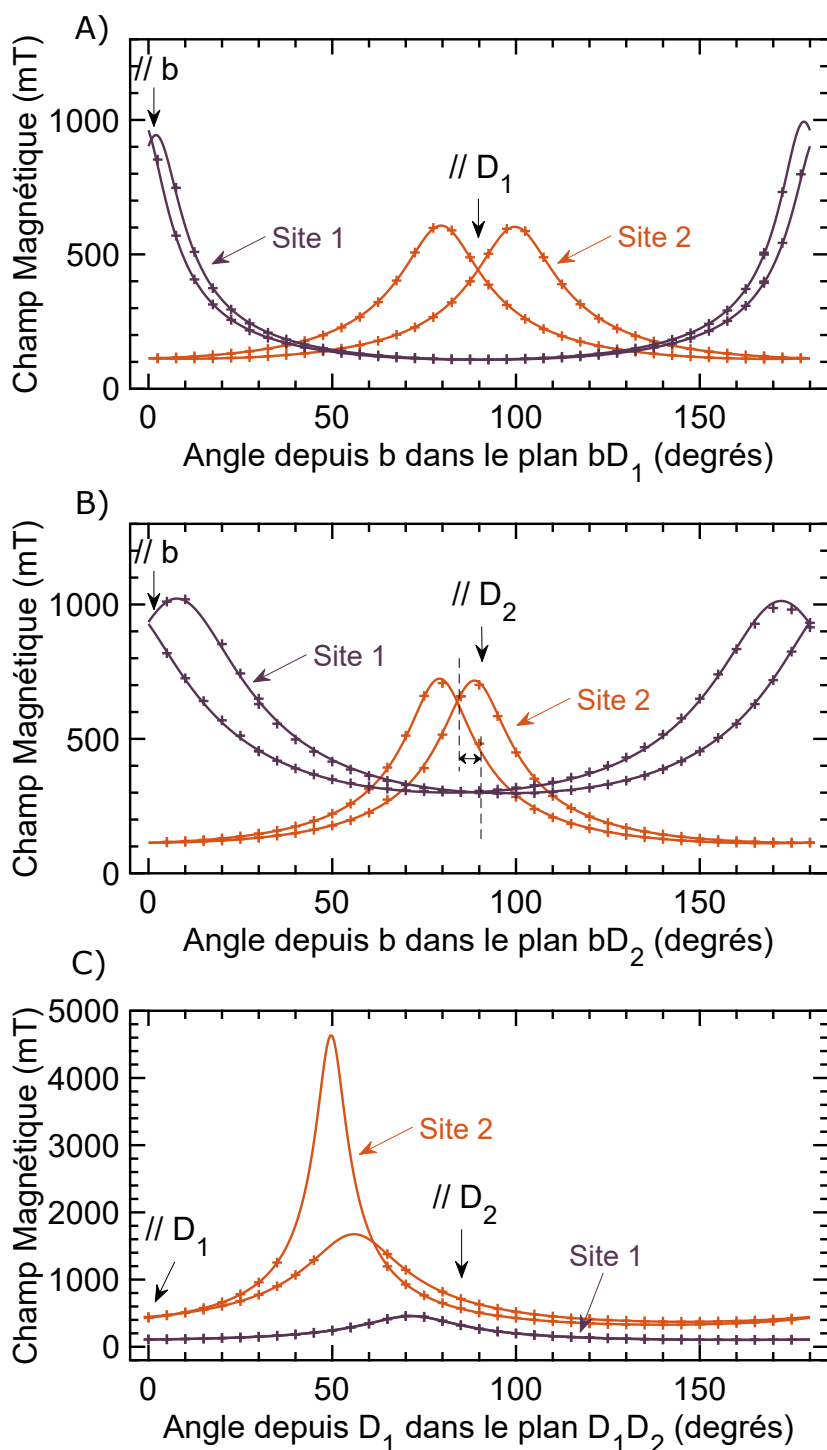 A)
Champ Magnétique (mT)
1000
500
0
// b
// D1
Site 1
Site 2
0 50 100 150
Angle depuis b dans le plan bD1 (degrés)
B)
Champ Magnétique (mT)
1000
500
0
// b
// D2
Site 1
Site 2
0 50 100 150
Angle depuis b dans le plan bD2 (degrés)
C)
Champ Magnétique (mT)
5000
4000
3000
2000
1000
0
Site 2
// D1
// D2
Site 1
0 50 100 150
Angle depuis D1 dans le plan D1D2 (degrés)